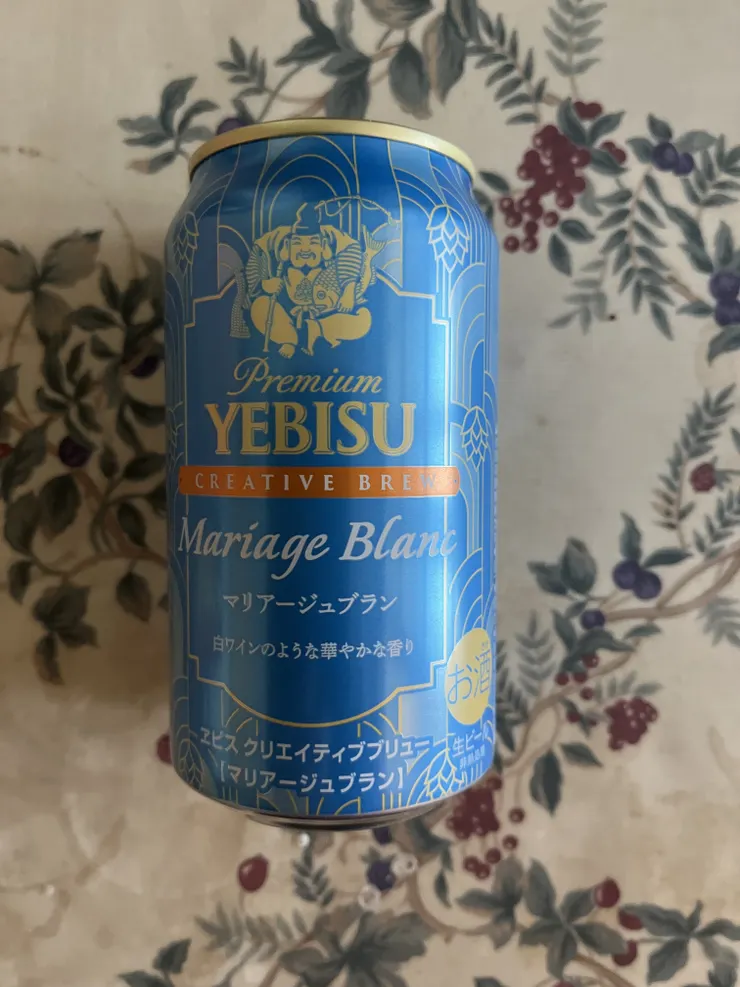 Premium
YEBISU
CREATIVE BREW
Mariage Blanc
マリアージュブラン
白ワインのような華やかな香り
お酒
ヱビス クリエイティブブリュー
[マリアージュブラン]
生ビール